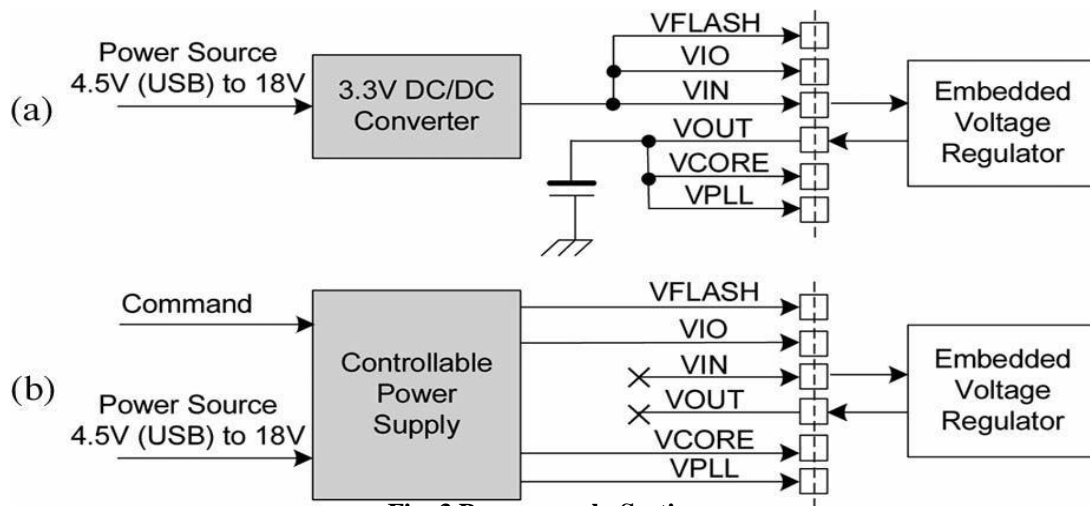 (a)
Power Source
4.5V (USB) to 18V
3.3V DC/DC
Converter
VFLASH
VIO
VIN
VOUT
VCORE
VPLL
Embedded
Voltage
Regulator
(b)
Command
Power Source
4.5V (USB) to 18V
Controllable
Power
Supply
VFLASH
VIO
VIN
VOUT
VCORE
VPLL
Embedded
Voltage
Regulator